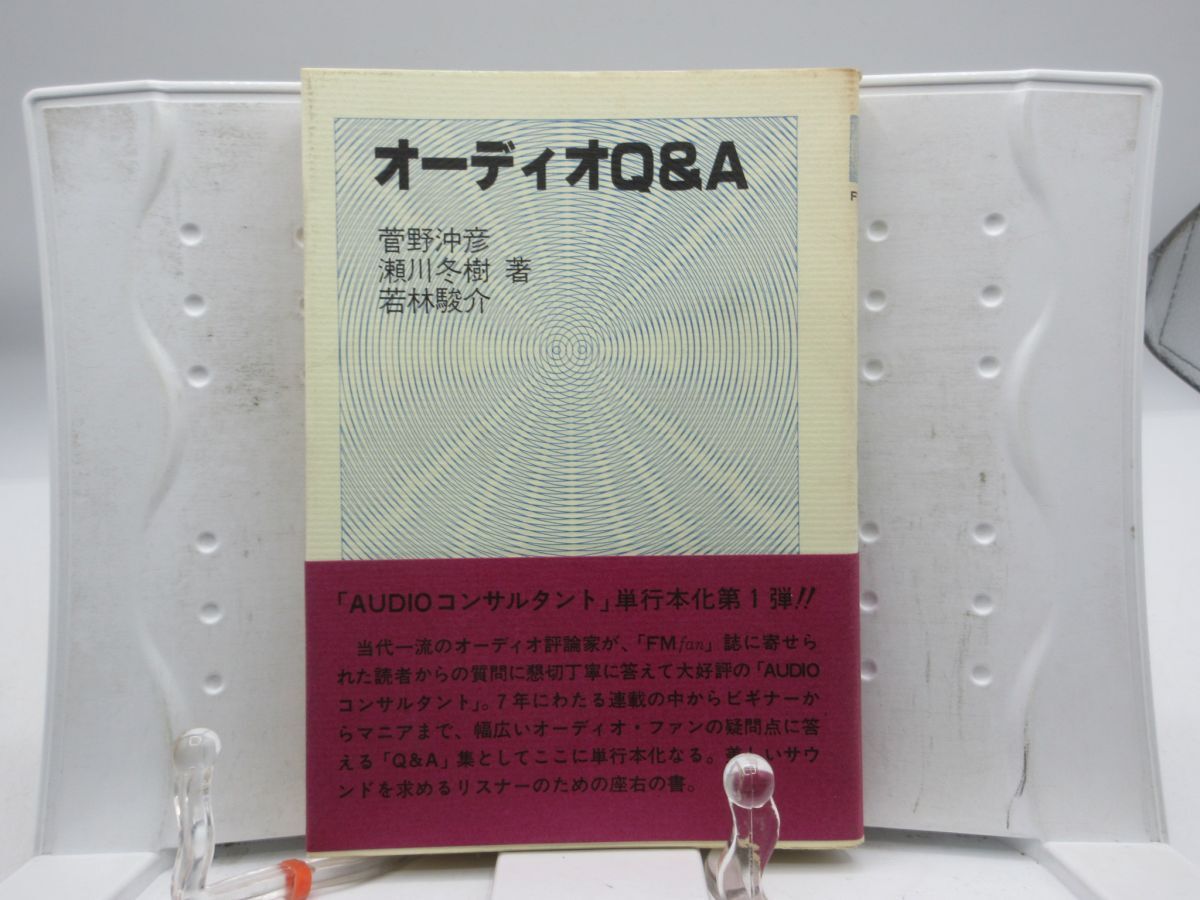 オーディオQ&A
菅野沖彦
瀬川冬樹 著
若林駿介
「AUDIOコンサルタント」単行本化第1弾!!
当代一流のオーディオ評論家が、「FMfan」誌に寄せら
れた読者からの質問に懇切丁寧に答えて大好評の「AUDIO
コンサルタント」。7年にわたる連載の中からビギナーか
らマニアまで、幅広いオーディオ・ファンの疑問点に答
える「Q&A」集としてここに単行本化なる。美しいサウ
ンドを求めるリスナーのための座右の書。
F